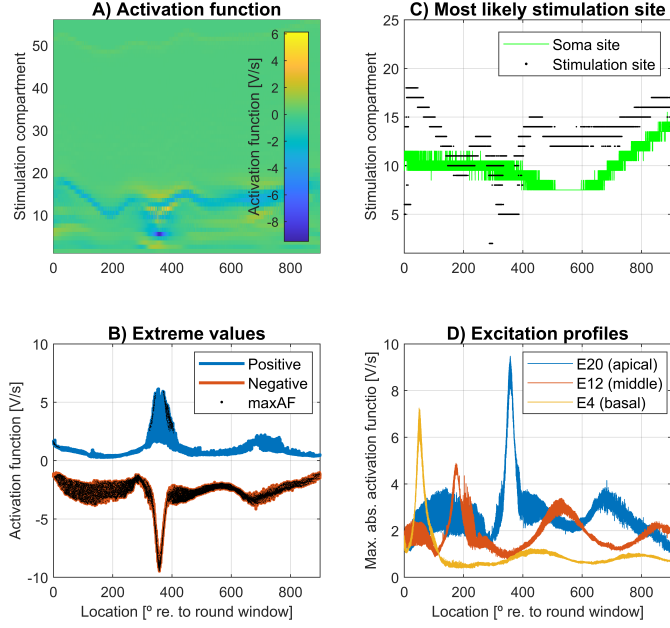 A) Activation function
Stimulation compartment
50
40
30
20
10
0
200
400
600
800
Activation function [V/s]
6
4
2
0
-2
-4
-6
-8
C) Most likely stimulation site
Stimulation compartment
25
20
15
10
5
0
200
400
600
800
Soma site
Stimulation site
B) Extreme values
Activation function [V/s]
10
5
0
-5
-10
0
200
400
600
800
Location [º re. to round window]
Positive
Negative
maxAF
D) Excitation profiles
Max. abs. activation functio [V/s]
10
8
6
4
2
0
0
200
400
600
800
Location [º re. to round window]
E20 (apical)
E12 (middle)
E4 (basal)